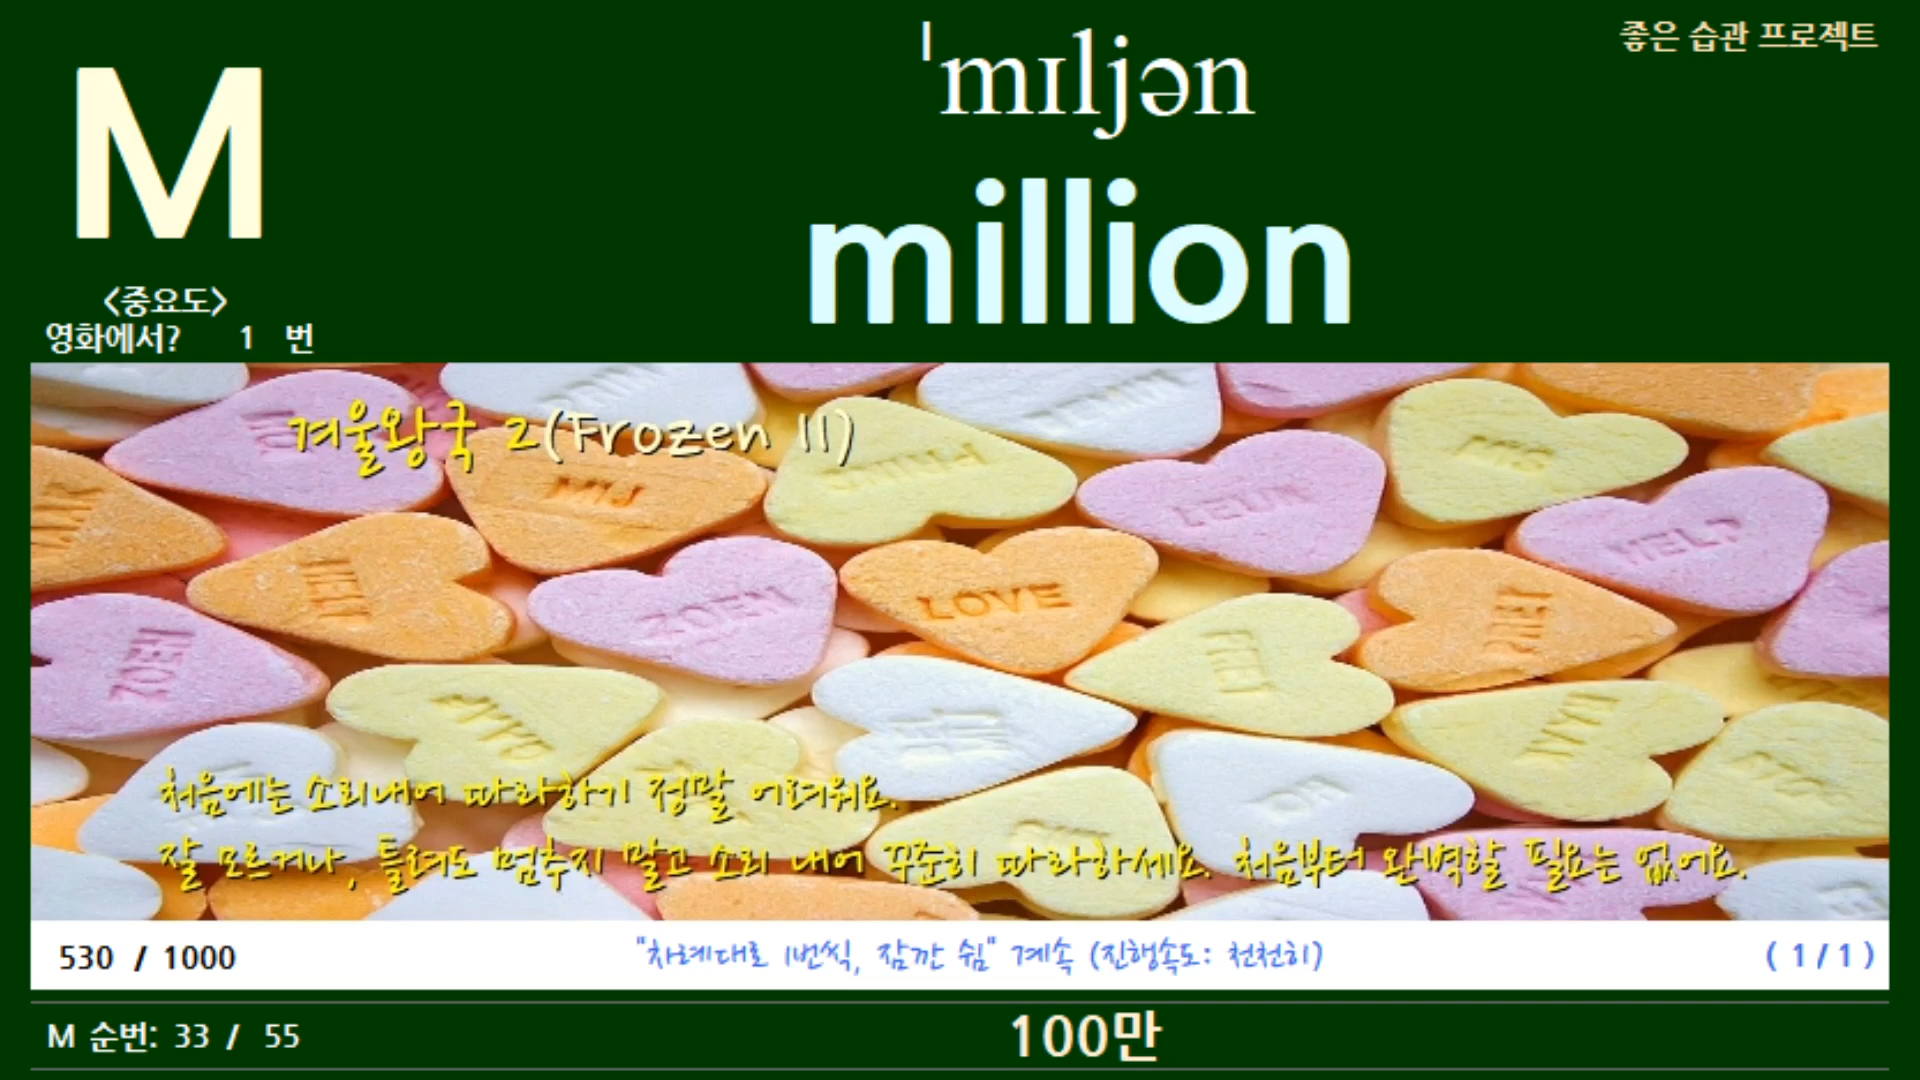 좋은 습관 프로젝트
M
ˈmɪljən
million
<중요도>
영화에서? 1 번
겨울왕국 2(Frozen II)
MIJ
LEUK
HELP
ZOEN
LOVE
처음에는 소리내어 따라하기 정말 어려워요.
잘 모르거나, 틀려도 멈추지 말고 소리 내어 꾸준히 따라하세요. 처음부터 완벽할 필요는 없어요.
530 / 1000
"차례대로 1번씩, 잠깐 쉼" 계속 (진행속도: 천천히)
( 1 / 1 )
M 순번: 33 / 55
100만